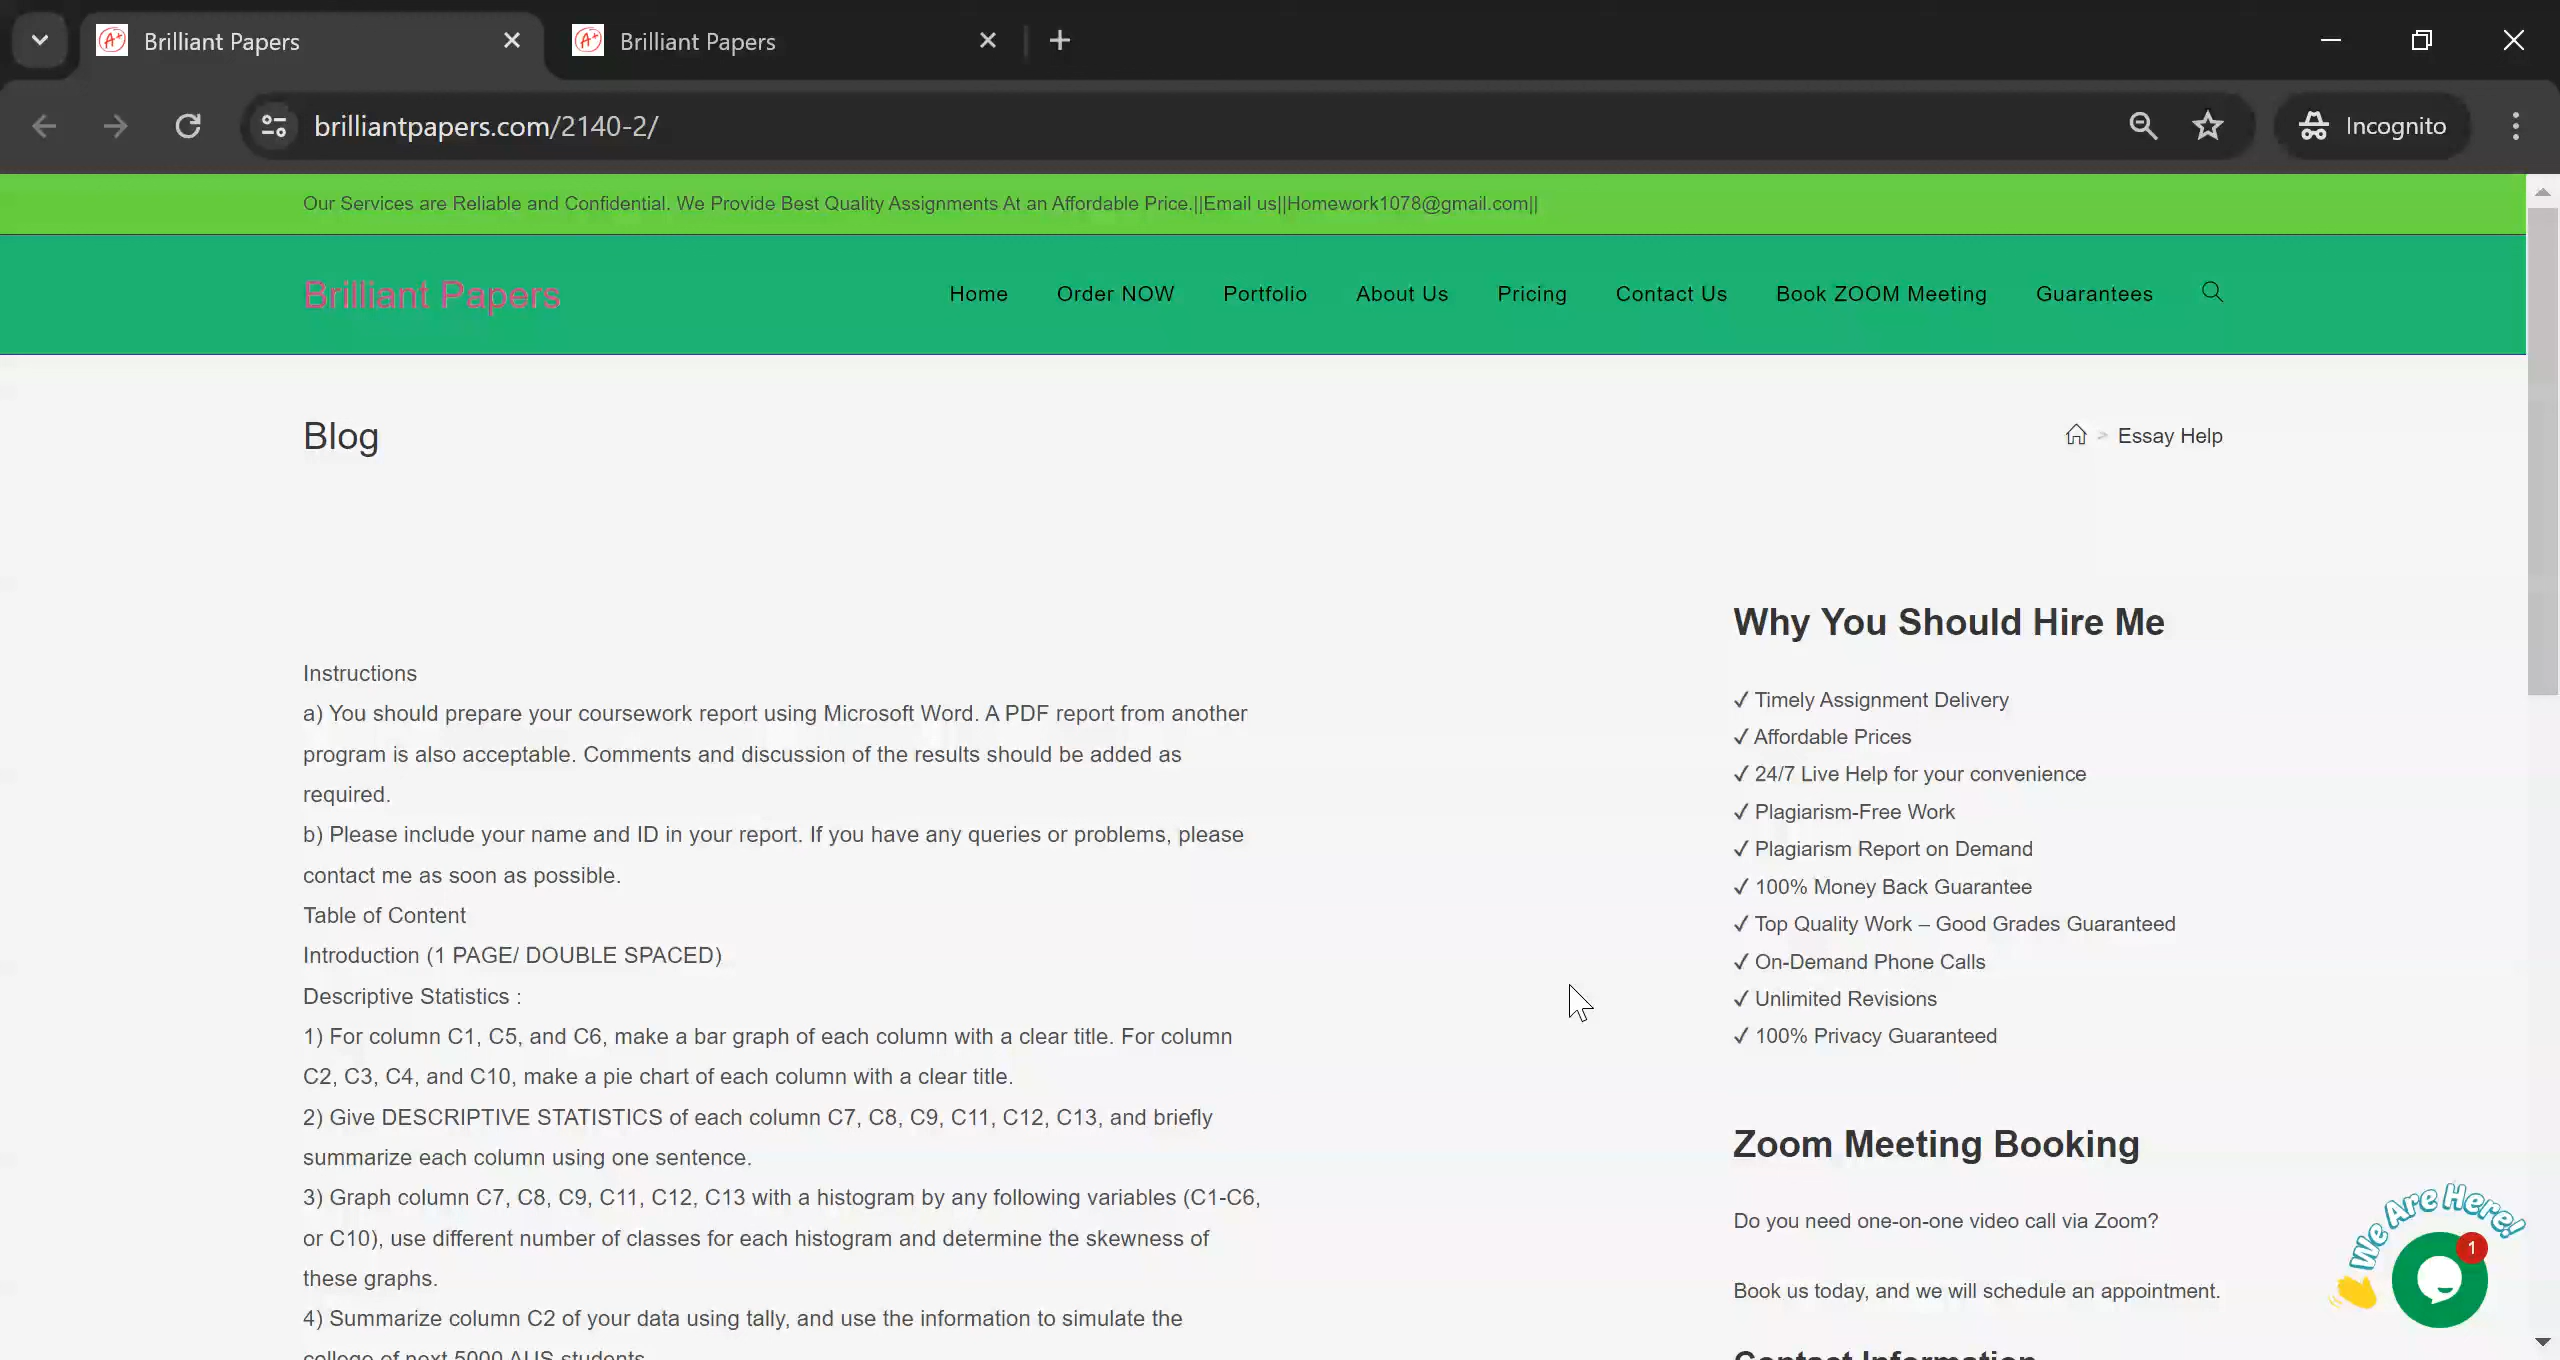 Brilliant Papers
Brilliant Papers
brilliantpapers.com/2140-2/
Incognito
Our Services are Reliable and Confidential. We Provide Best Quality Assignments At an Affordable Price.||Email us||Homework1078@gmail.com||
Brilliant Papers
Home
Order NOW
Portfolio
About Us
Pricing
Contact Us
Book ZOOM Meeting
Guarantees
Blog
> Essay Help
Instructions
a) You should prepare your coursework report using Microsoft Word. A PDF report from another
program is also acceptable. Comments and discussion of the results should be added as
required.
b) Please include your name and ID in your report. If you have any queries or problems, please
contact me as soon as possible.
Table of Content
Introduction (1 PAGE/ DOUBLE SPACED)
Descriptive Statistics :
1) For column C1, C5, and C6, make a bar graph of each column with a clear title. For column
C2, C3, C4, and C10, make a pie chart of each column with a clear title.
2) Give DESCRIPTIVE STATISTICS of each column C7, C8, C9, C11, C12, C13, and briefly
summarize each column using one sentence.
3) Graph column C7, C8, C9, C11, C12, C13 with a histogram by any following variables (C1-C6,
or C10), use different number of classes for each histogram and determine the skewness of
these graphs.
4) Summarize column C2 of your data using tally, and use the information to simulate the
college of next 5000 AUS students
Why You Should Hire Me
✓ Timely Assignment Delivery
✓ Affordable Prices
✓ 24/7 Live Help for your convenience
✓ Plagiarism-Free Work
✓ Plagiarism Report on Demand
✓ 100% Money Back Guarantee
✓ Top Quality Work – Good Grades Guaranteed
✓ On-Demand Phone Calls
✓ Unlimited Revisions
✓ 100% Privacy Guaranteed
Zoom Meeting Booking
Do you need one-on-one video call via Zoom?
Book us today, and we will schedule an appointment.
Contact Information
We Are Here!
1